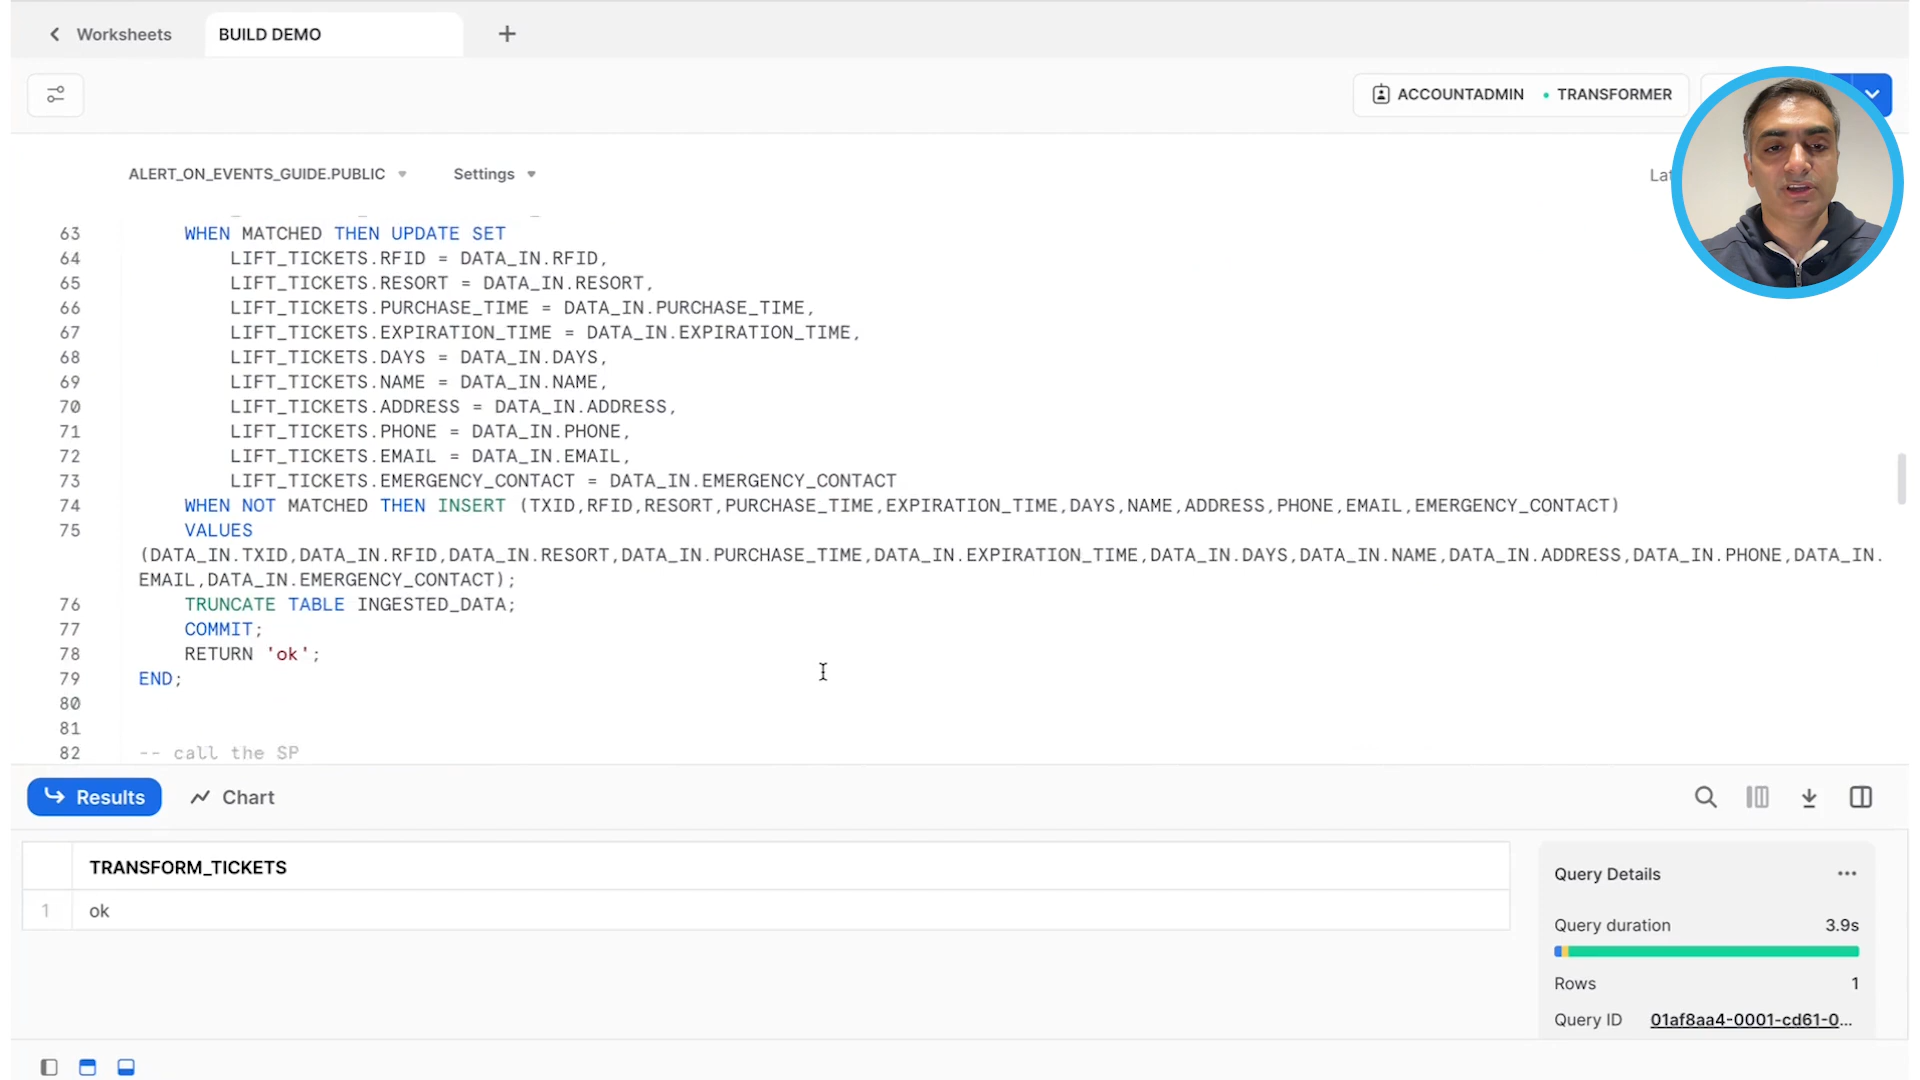 Worksheets
BUILD DEMO
ACCOUNTADMIN • TRANSFORMER
ALERT_ON_EVENTS_GUIDE.PUBLIC
Settings
63 WHEN MATCHED THEN UPDATE SET
64 LIFT_TICKETS.RFID = DATA_IN.RFID,
65 LIFT_TICKETS.RESORT = DATA_IN.RESORT,
66 LIFT_TICKETS.PURCHASE_TIME = DATA_IN.PURCHASE_TIME,
67 LIFT_TICKETS.EXPIRATION_TIME = DATA_IN.EXPIRATION_TIME,
68 LIFT_TICKETS.DAYS = DATA_IN.DAYS,
69 LIFT_TICKETS.NAME = DATA_IN.NAME,
70 LIFT_TICKETS.ADDRESS = DATA_IN.ADDRESS,
71 LIFT_TICKETS.PHONE = DATA_IN.PHONE,
72 LIFT_TICKETS.EMAIL = DATA_IN.EMAIL,
73 LIFT_TICKETS.EMERGENCY_CONTACT = DATA_IN.EMERGENCY_CONTACT
74 WHEN NOT MATCHED THEN INSERT (TXID,RFID,RESORT,PURCHASE_TIME,EXPIRATION_TIME,DAYS,NAME,ADDRESS,PHONE,EMAIL,EMERGENCY_CONTACT)
75 VALUES
(DATA_IN.TXID,DATA_IN.RFID,DATA_IN.RESORT,DATA_IN.PURCHASE_TIME,DATA_IN.EXPIRATION_TIME,DATA_IN.DAYS,DATA_IN.NAME,DATA_IN.ADDRESS,DATA_IN.PHONE,DATA_IN.
EMAIL,DATA_IN.EMERGENCY_CONTACT);
76 TRUNCATE TABLE INGESTED_DATA;
77 COMMIT;
78 RETURN 'ok';
79 END;
80
81
82 -- call the SP
Results
Chart
TRANSFORM_TICKETS
1 ok
Query Details
...
Query duration 3.9s
Rows 1
Query ID 01af8aa4-0001-cd61-0...